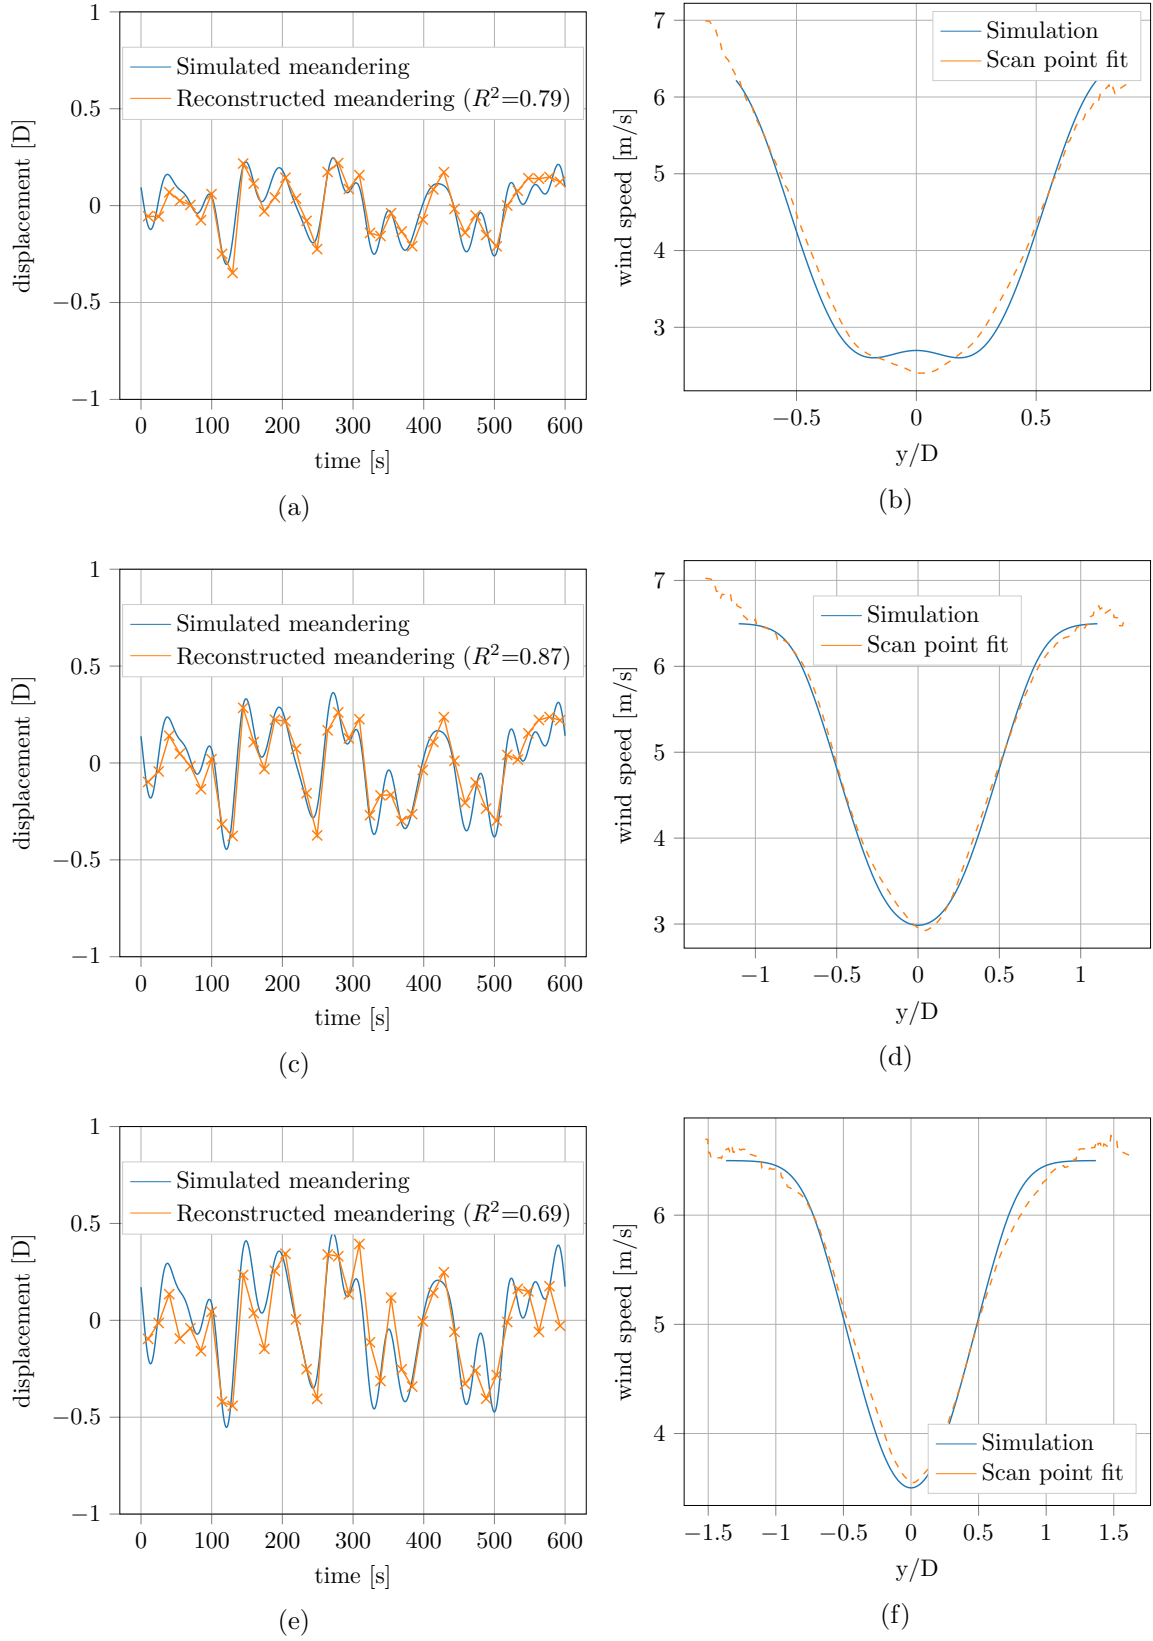 1
0.5
0
−0.5
−1
displacement [D]
Simulated meandering
Reconstructed meandering (R²=0.79)
0 100 200 300 400 500 600
time [s]
(a)
7
6
5
4
3
wind speed [m/s]
Simulation
Scan point fit
−0.5 0 0.5
y/D
(b)
1
0.5
0
−0.5
−1
displacement [D]
Simulated meandering
Reconstructed meandering (R²=0.87)
0 100 200 300 400 500 600
time [s]
(c)
7
6
5
4
3
wind speed [m/s]
Simulation
Scan point fit
−1 −0.5 0 0.5 1
y/D
(d)
1
0.5
0
−0.5
−1
displacement [D]
Simulated meandering
Reconstructed meandering (R²=0.69)
0 100 200 300 400 500 600
time [s]
(e)
6
5
4
wind speed [m/s]
Simulation
Scan point fit
−1.5 −1 −0.5 0 0.5 1 1.5
y/D
(f)